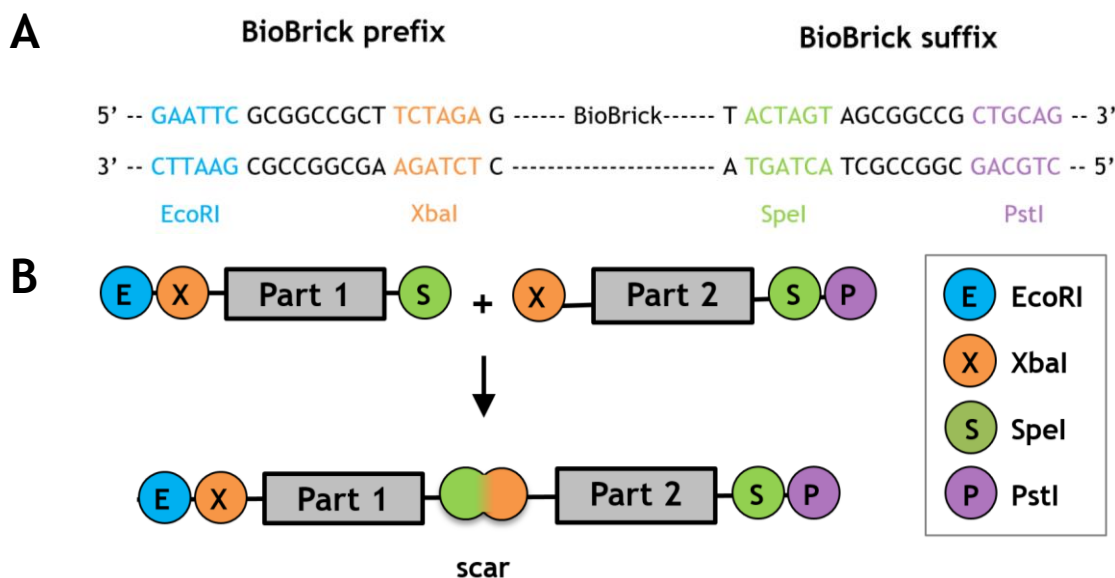 A
BioBrick prefix
BioBrick suffix
5' -- GAATTC GCGGCCGCT TCTAGA G ------ BioBrick------ T ACTAGT AGCGGCCG CTGCAG -- 3'
3' -- CTTAAG CGCCGGCGA AGATCT C ----------------------- A TGATCA TCGCCGGC GACGTC -- 5'
EcoRI XbaI SpeI PstI
B
E X Part 1 S + X Part 2 S P
E X Part 1 Part 2 S P
scar
E EcoRI
X XbaI
S SpeI
P PstI